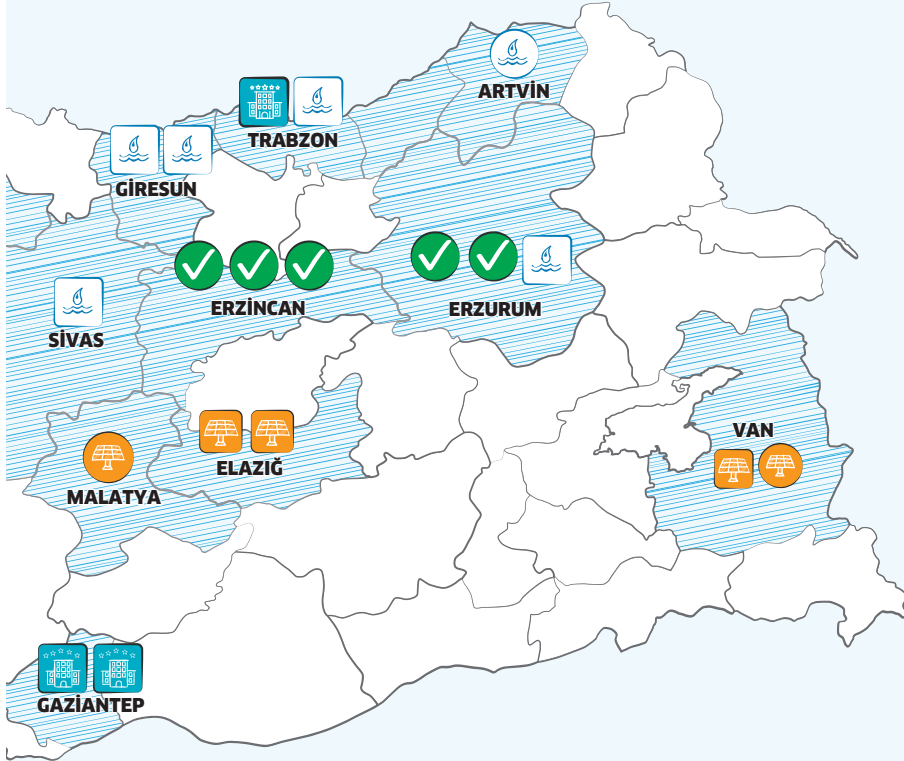 ARTVİN
TRABZON
GİRESUN
ERZİNCAN
ERZURUM
SİVAS
VAN
ELAZIĞ
MALATYA
GAZİANTEP